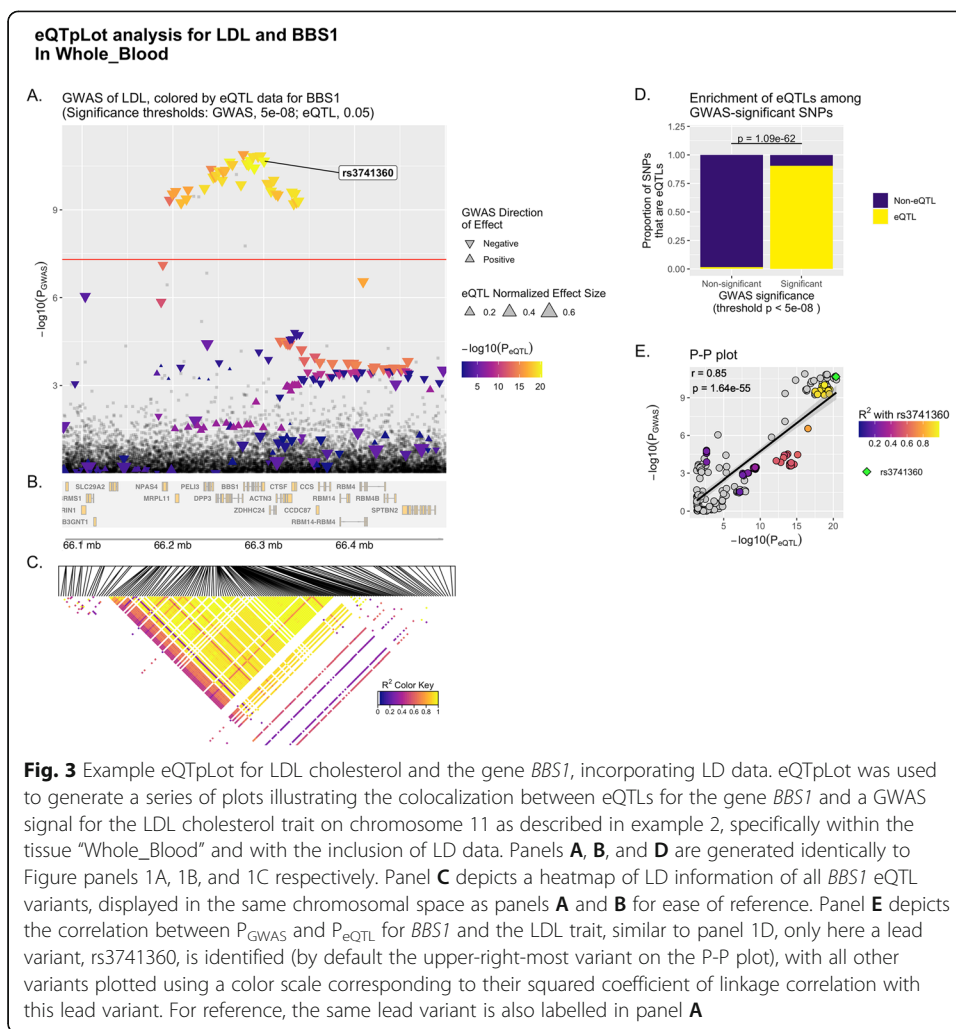 eQTpLot analysis for LDL and BBS1
In Whole_Blood
A.
GWAS of LDL, colored by eQTL data for BBS1
(Significance thresholds: GWAS, 5e-08; eQTL, 0.05)
rs3741360
9
6
3
−log10(PGWAS)
GWAS Direction
of Effect
Negative
Positive
eQTL Normalized Effect Size
0.2 0.4 0.6
−log10(PeQTL)
5 10 15 20
B.
SLC29A2 NPAS4 PELI3 BBS1 CTSF CCS RBM4
RMS1 MRPL11 DPP3 ACTN3 RBM14 RBM4B
RIN1 ZDHHC24 CCDC87 SPTBN2
B3GNT1 RBM14-RBM4
66.1 mb 66.2 mb 66.3 mb 66.4 mb
C.
R2 Color Key
0 0.2 0.4 0.6 0.8 1
D.
Enrichment of eQTLs among
GWAS-significant SNPs
p = 1.09e-62
1.25
1.00
0.75
0.50
0.25
0.00
Proportion of SNPs
that are eQTLs
Non-significant Significant
GWAS significance
(threshold p < 5e-08 )
Non-eQTL
eQTL
E.
P-P plot
r = 0.85
p = 1.64e-55
9
6
3
0
−log10(PGWAS)
5 10 15 20
−log10(PeQTL)
R2 with rs3741360
0.2 0.4 0.6 0.8
rs3741360
Fig. 3 Example eQTpLot for LDL cholesterol and the gene BBS1, incorporating LD data. eQTpLot was used
to generate a series of plots illustrating the colocalization between eQTLs for the gene BBS1 and a GWAS
signal for the LDL cholesterol trait on chromosome 11 as described in example 2, specifically within the
tissue “Whole_Blood” and with the inclusion of LD data. Panels A, B, and D are generated identically to
Figure panels 1A, 1B, and 1C respectively. Panel C depicts a heatmap of LD information of all BBS1 eQTL
variants, displayed in the same chromosomal space as panels A and B for ease of reference. Panel E depicts
the correlation between PGWAS and PeQTL for BBS1 and the LDL trait, similar to panel 1D, only here a lead
variant, rs3741360, is identified (by default the upper-right-most variant on the P-P plot), with all other
variants plotted using a color scale corresponding to their squared coefficient of linkage correlation with
this lead variant. For reference, the same lead variant is also labelled in panel A